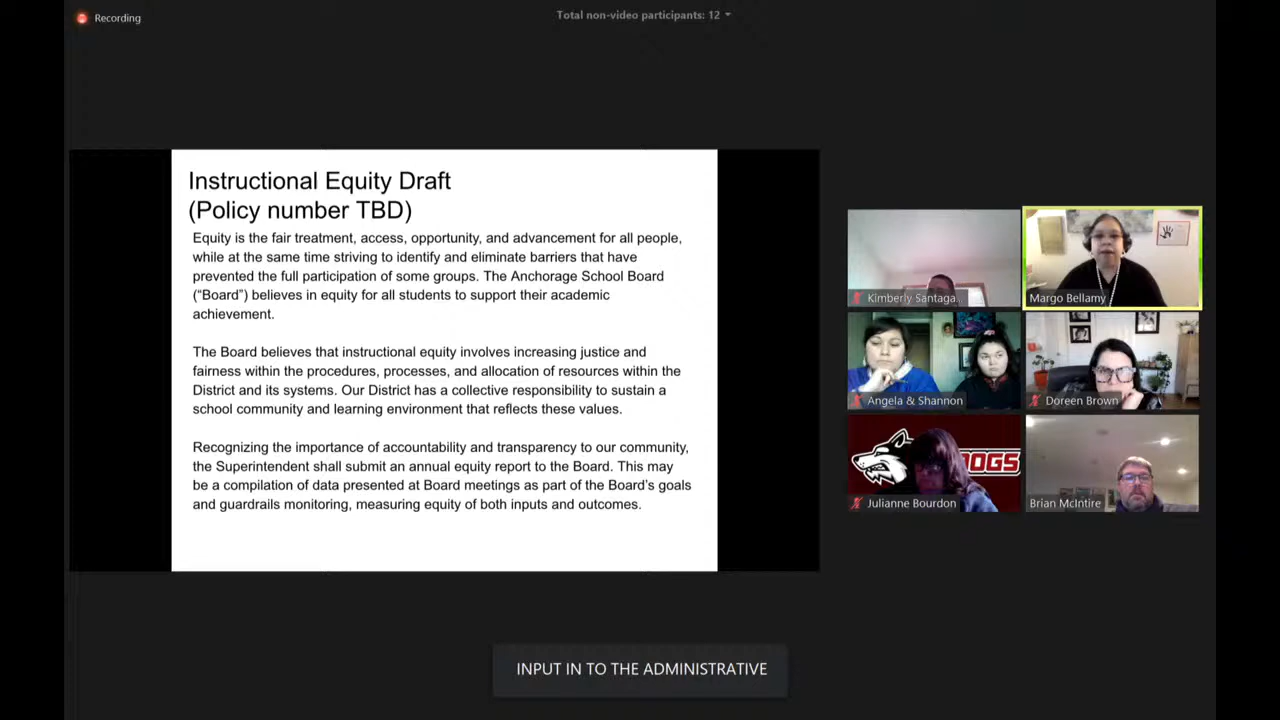 Recording
Total non-video participants: 12
Instructional Equity Draft
(Policy number TBD)
Equity is the fair treatment, access, opportunity, and advancement for all people,
while at the same time striving to identify and eliminate barriers that have
prevented the full participation of some groups. The Anchorage School Board
(“Board”) believes in equity for all students to support their academic
achievement.
The Board believes that instructional equity involves increasing justice and
fairness within the procedures, processes, and allocation of resources within the
District and its systems. Our District has a collective responsibility to sustain a
school community and learning environment that reflects these values.
Recognizing the importance of accountability and transparency to our community,
the Superintendent shall submit an annual equity report to the Board. This may
be a compilation of data presented at Board meetings as part of the Board’s goals
and guardrails monitoring, measuring equity of both inputs and outcomes.
Kimberly Santaga...
Margo Bellamy
Angela & Shannon
Doreen Brown
OGS
Julianne Bourdon
Brian McIntire
INPUT IN TO THE ADMINISTRATIVE